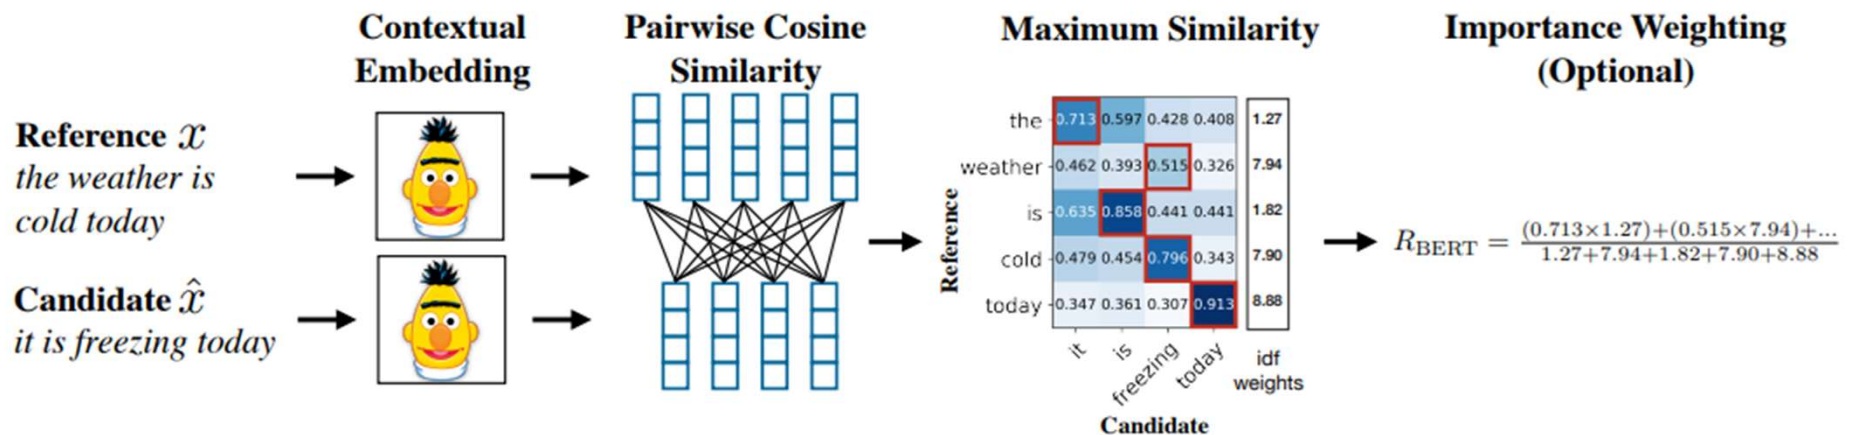 Contextual
Embedding
Pairwise Cosine
Similarity
Maximum Similarity
Importance Weighting
(Optional)
Reference x
the weather is
cold today
Candidate x̂
it is freezing today
Reference
the 0.713 0.597 0.428 0.408 1.27
weather 0.462 0.393 0.515 0.326 7.94
is 0.635 0.858 0.441 0.441 1.82
cold 0.479 0.454 0.796 0.343 7.90
today 0.347 0.361 0.307 0.913 8.88
it is freezing today
idf
weights
Candidate
R_BERT = (0.713×1.27)+(0.515×7.94)+...
1.27+7.94+1.82+7.90+8.88